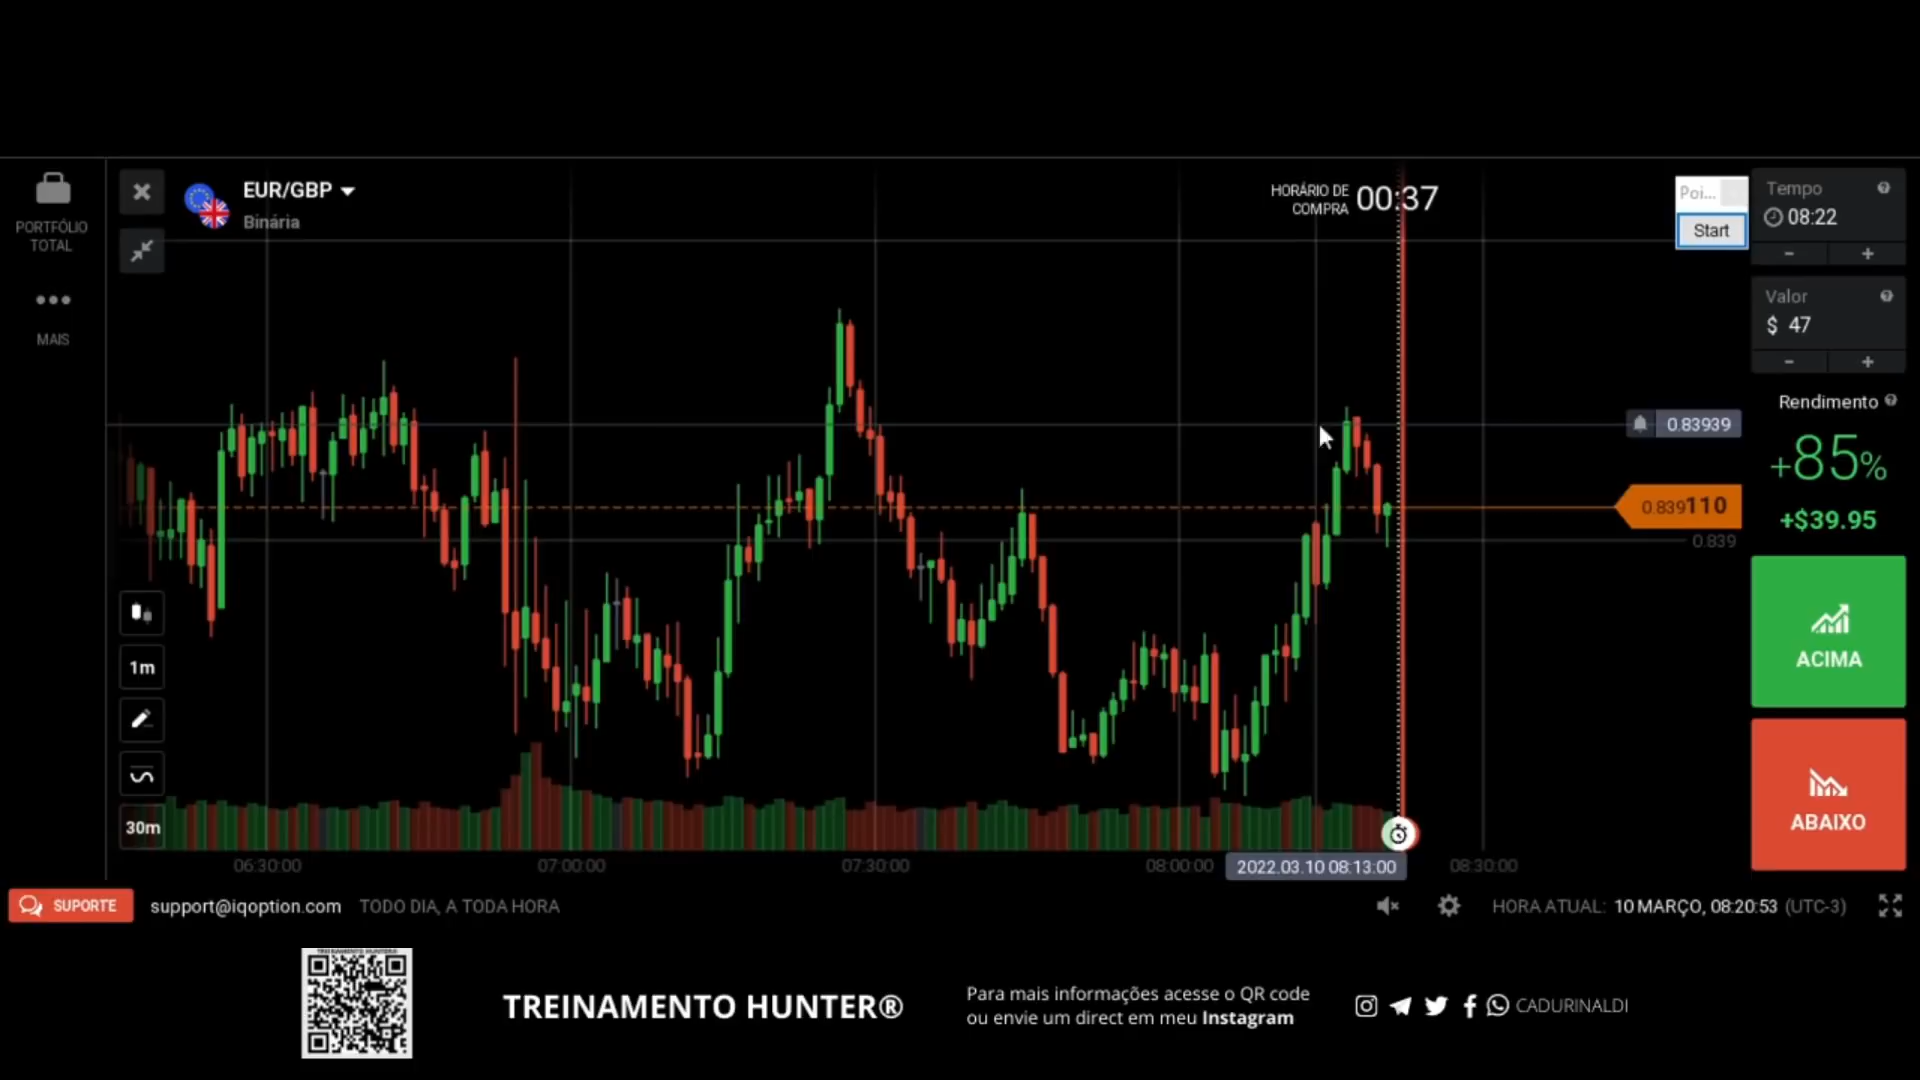 PORTFÓLIO
TOTAL
MAIS
EUR/GBP
Binária
HORÁRIO DE
COMPRA
00:37
Poi...
Start
Tempo
08:22
-
+
Valor
$ 47
-
+
Rendimento
+85%
+$39.95
ACIMA
ABAIXO
0.83939
0.839110
0.839
1m
30m
06:30:00
07:00:00
07:30:00
08:00:00
2022.03.10 08:13:00
08:30:00
SUPORTE
support@iqoption.com
TODO DIA, A TODA HORA
HORA ATUAL: 10 MARÇO, 08:20:53 (UTC-3)
TREINAMENTO HUNTER®
Para mais informações acesse o QR code
ou envie um direct em meu Instagram
CADURINALDI